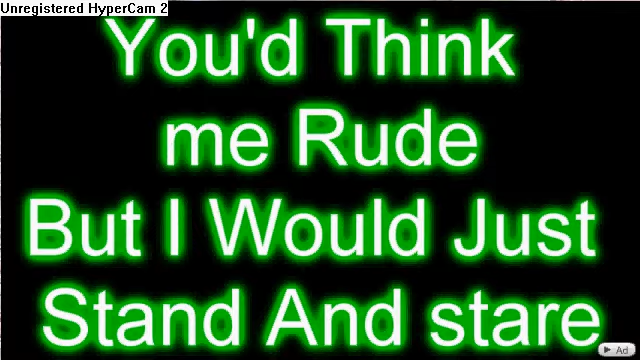 Unregistered HyperCam 2
You'd Think
me Rude
But I Would Just
Stand And stare
Ad